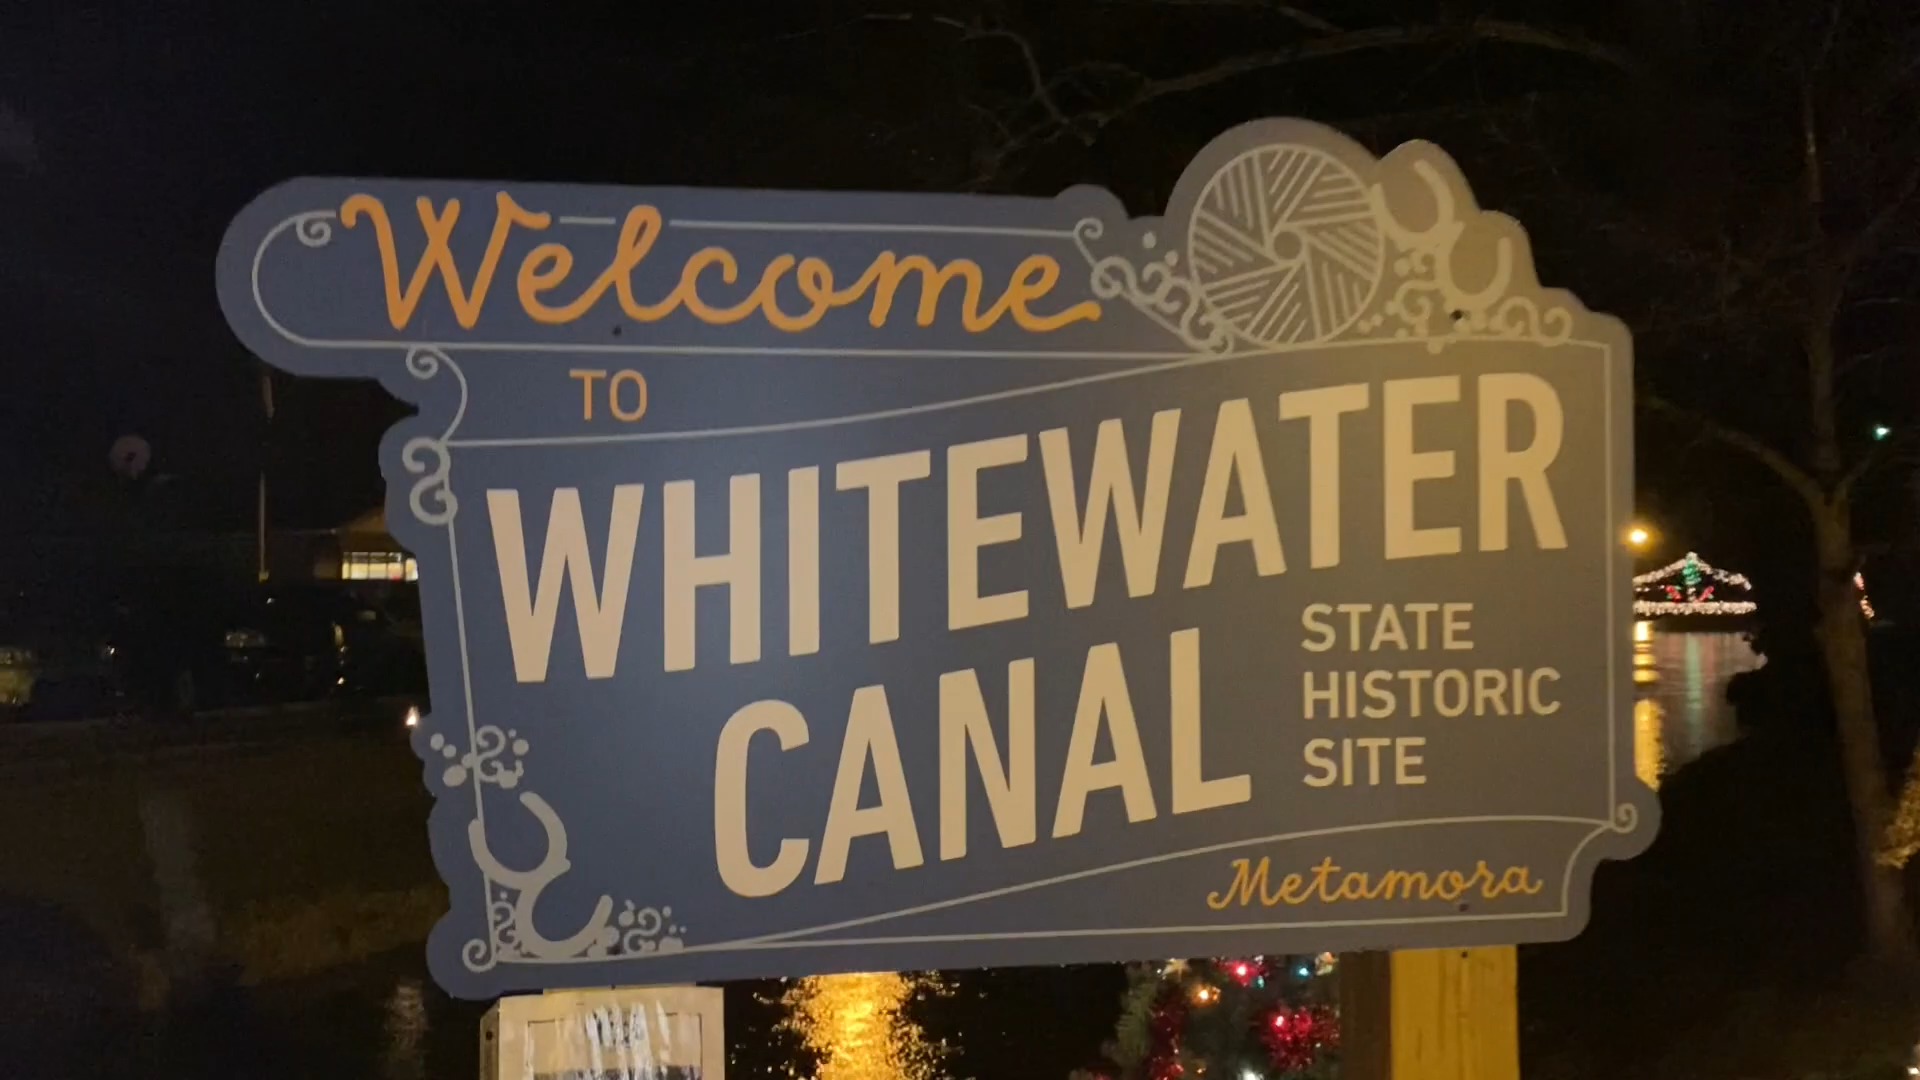 Welcome
TO
WHITEWATER
CANAL
STATE
HISTORIC
SITE
Metamora